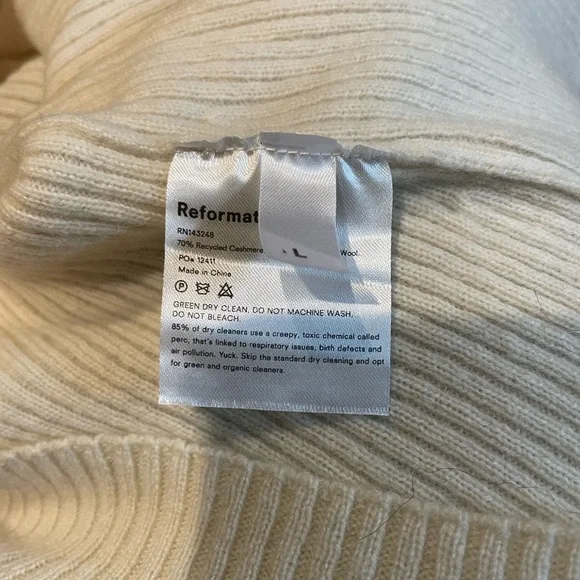 Reformat
RN143248
70% Recycled Cashmere Wool.
PO# 12411
Made in China
P
GREEN DRY CLEAN. DO NOT MACHINE WASH.
DO NOT BLEACH.
85% of dry cleaners use a creepy, toxic chemical called
perc, that's linked to respiratory issues, birth defects and
air pollution. Yuck. Skip the standard dry cleaning and opt
for green and organic cleaners.
L